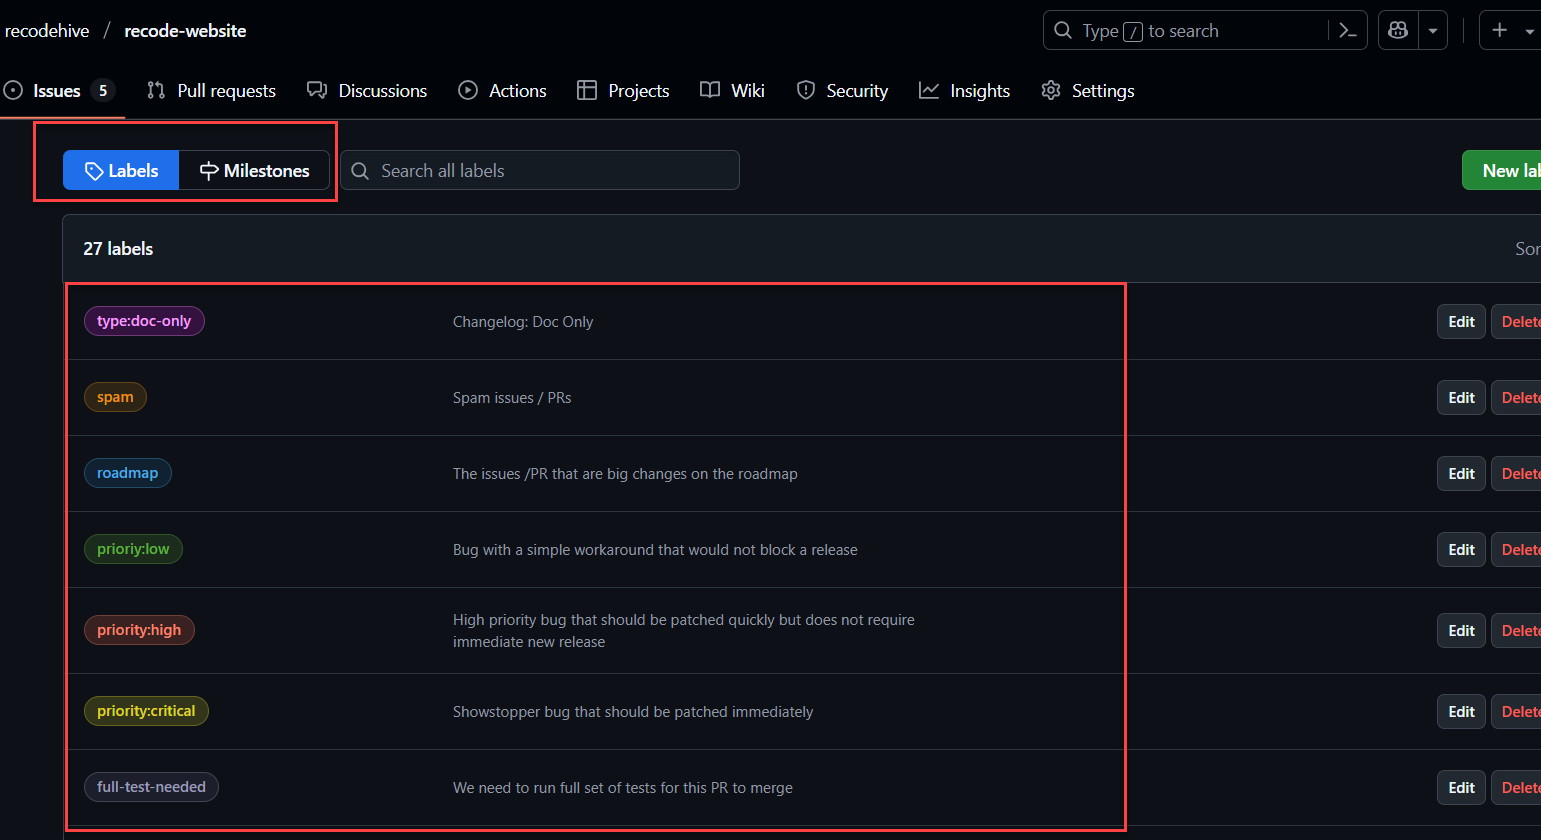 recodehive / recode-website
Type / to search
Issues 5 Pull requests Discussions Actions Projects Wiki Security Insights Settings
Labels Milestones Search all labels New
27 labels
type:doc-only Changelog: Doc Only Edit Delete
spam Spam issues / PRs Edit Delete
roadmap The issues /PR that are big changes on the roadmap Edit Delete
prioriy:low Bug with a simple workaround that would not block a release Edit Delete
priority:high High priority bug that should be patched quickly but does not require
immediate new release Edit Delete
priority:critical Showstopper bug that should be patched immediately Edit Delete
full-test-needed We need to run full set of tests for this PR to merge Edit Delete